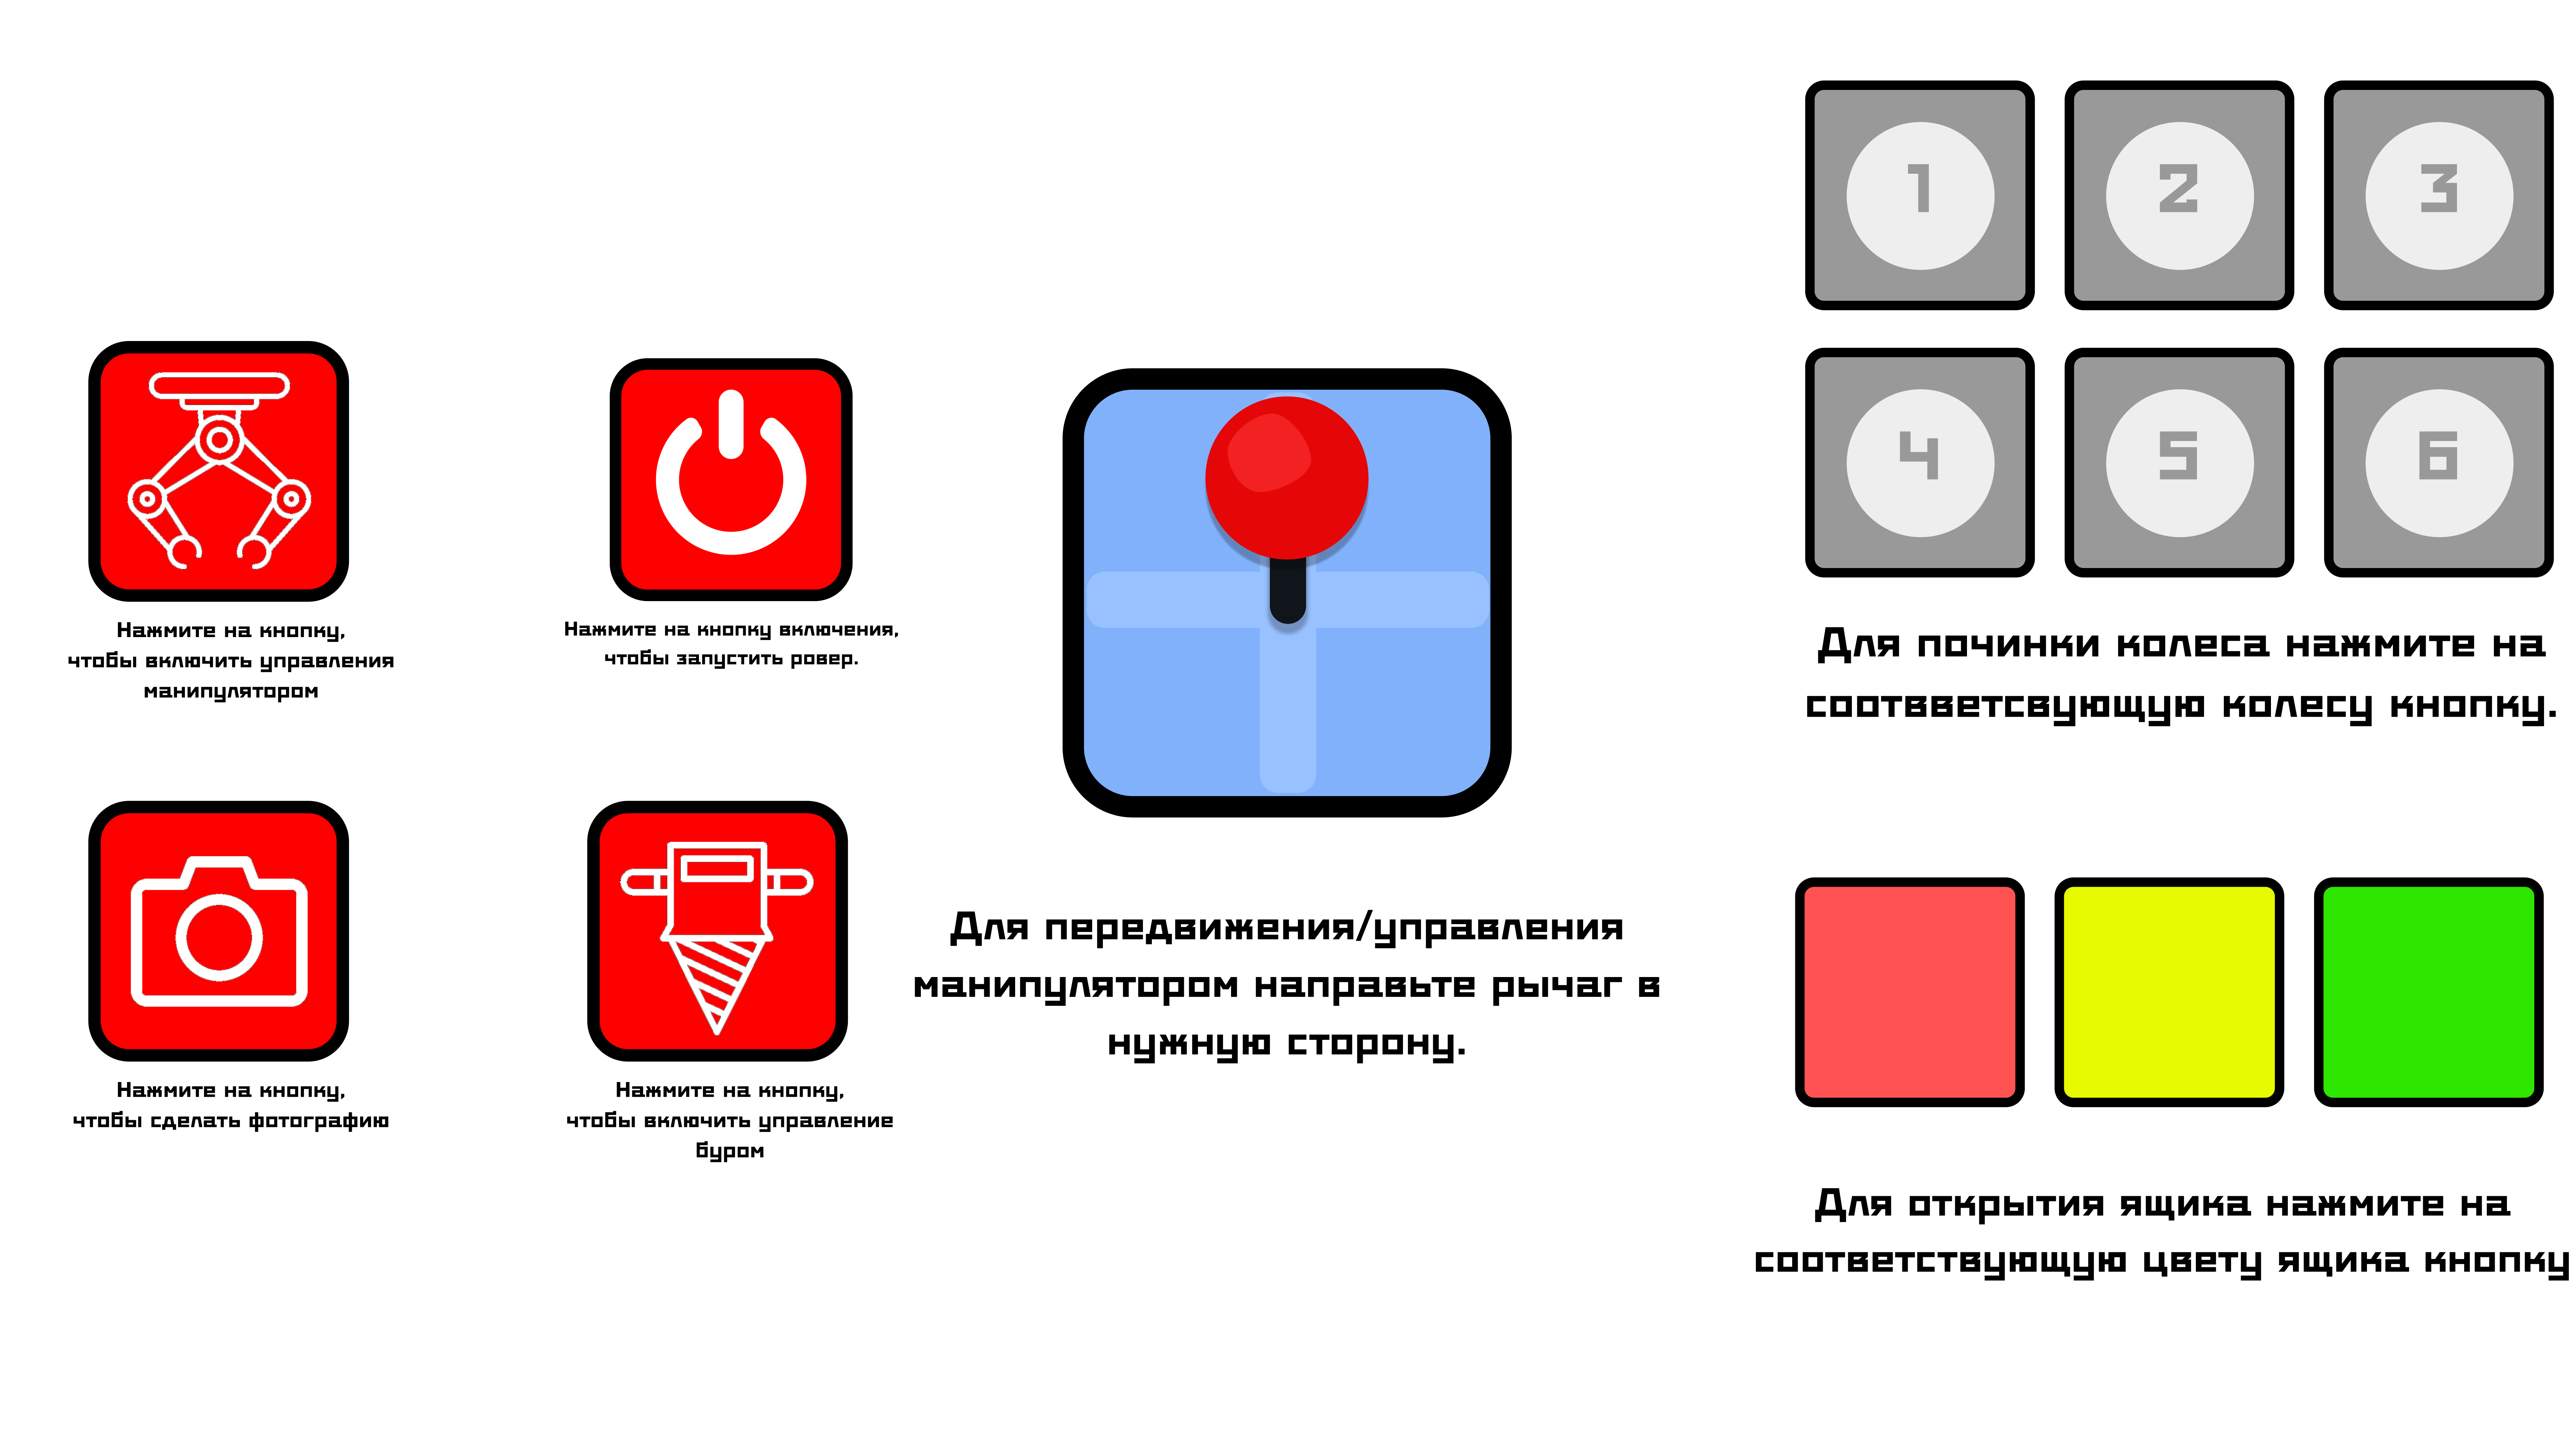 1
2
3
4
5
6
Нажмите на кнопку,
чтобы включить управления
манипулятором
Нажмите на кнопку включения,
чтобы запустить ровер.
Нажмите на кнопку,
чтобы сделать фотографию
Нажмите на кнопку,
чтобы включить управление
буром
Для передвижения/управления
манипулятором направьте рычаг в
нужную сторону.
Для починки колеса нажмите на
соотвветсвующую колесу кнопку.
Для открытия ящика нажмите на
соответствующую цвету ящика кнопку